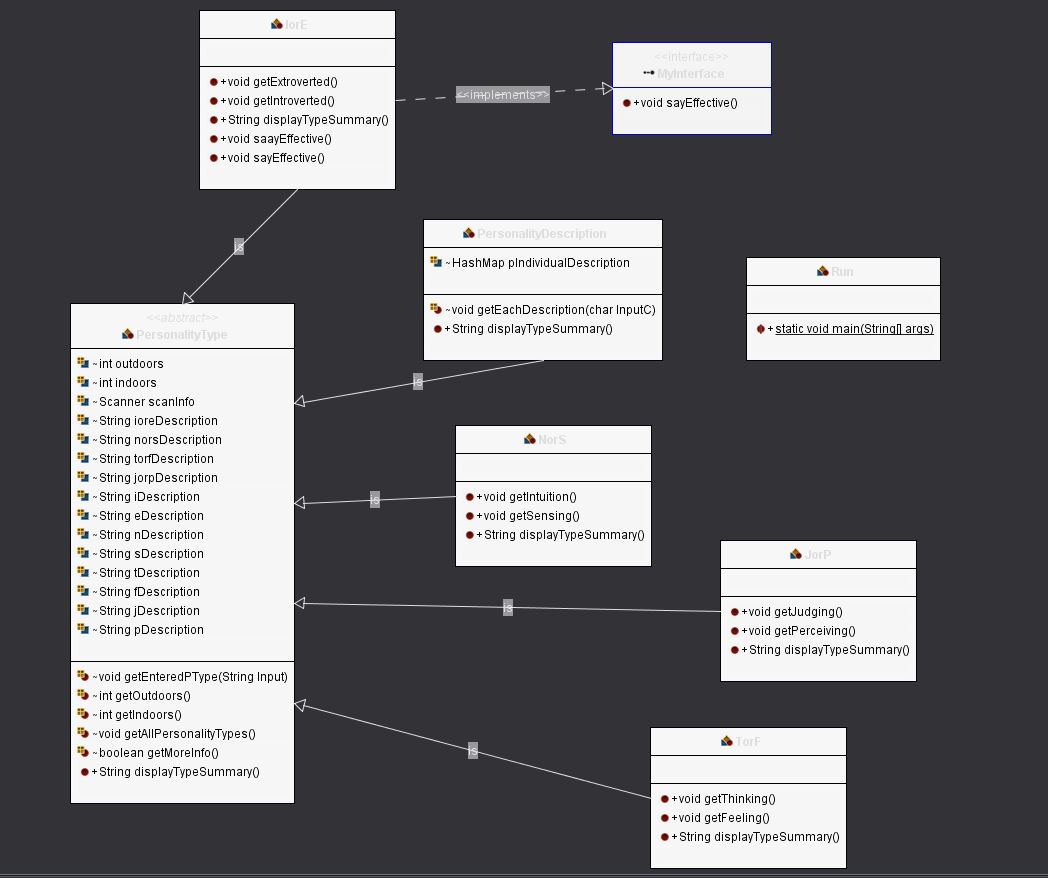 IorE
+void getExtroverted()
+void getIntroverted()
+String displayTypeSummary()
+void saayEffective()
+void sayEffective()
<<implements>>
<<interface>>
MyInterface
+void sayEffective()
is
PersonalityDescription
~HashMap pIndividualDescription
~void getEachDescription(char InputC)
+String displayTypeSummary()
Run
+static void main(String[] args)
<<abstract>>
PersonalityType
~int outdoors
~int indoors
~Scanner scanInfo
~String ioreDescription
~String norsDescription
~String torfDescription
~String jorpDescription
~String iDescription
~String eDescription
~String nDescription
~String sDescription
~String tDescription
~String fDescription
~String jDescription
~String pDescription
~void getEnteredPType(String Input)
~int getOutdoors()
~int getIndoors()
~void getAllPersonalityTypes()
~boolean getMoreInfo()
+String displayTypeSummary()
is
NorS
+void getIntuition()
+void getSensing()
+String displayTypeSummary()
is
JorP
+void getJudging()
+void getPerceiving()
+String displayTypeSummary()
is
TorF
+void getThinking()
+void getFeeling()
+String displayTypeSummary()
is